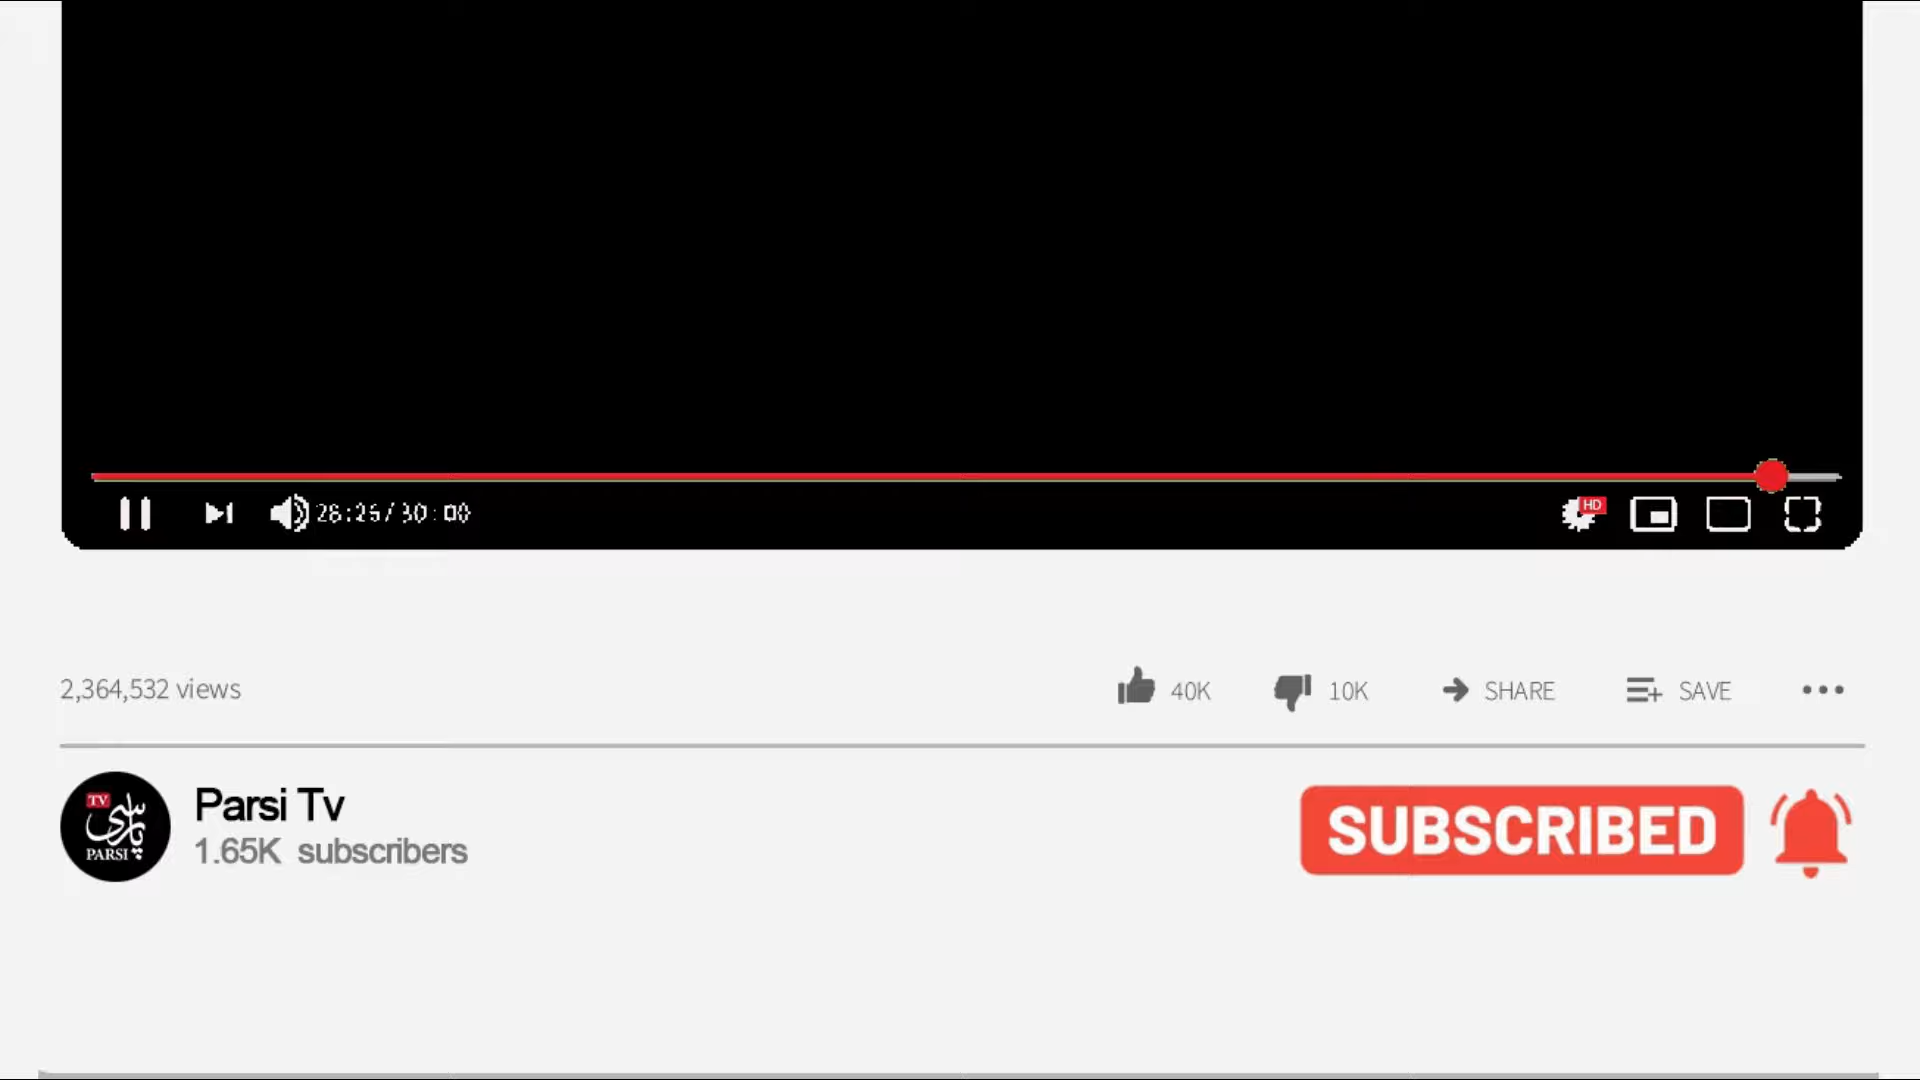 28:26/30:00
HD
2,364,532 views
40K
10K
SHARE
SAVE
TV
پارسی
PARSI
Parsi Tv
1.65K subscribers
SUBSCRIBED